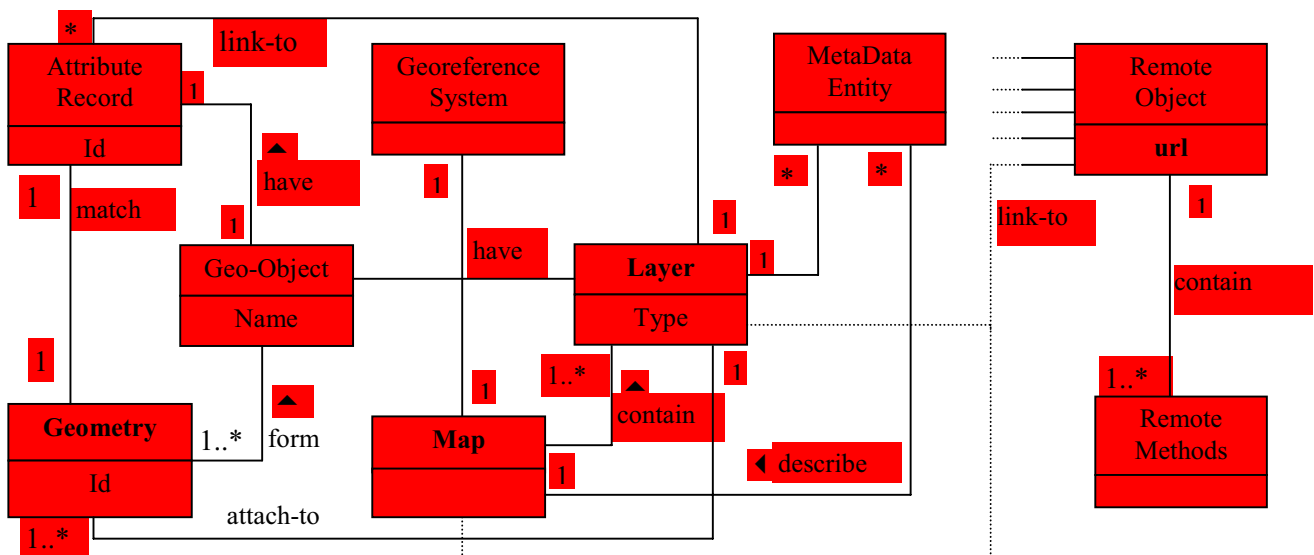 *
link-to
Attribute
Record
Id
1
Georeference
System
MetaData
Entity
Remote
Object
url
1
match
have
1
1
*
*
1
link-to
1
have
1
1
Geo-Object
Name
Layer
Type
contain
1
1..*
1
1..*
contain
1
Geometry
Id
1..*
form
Map
1
describe
Remote
Methods
1..*
attach-to